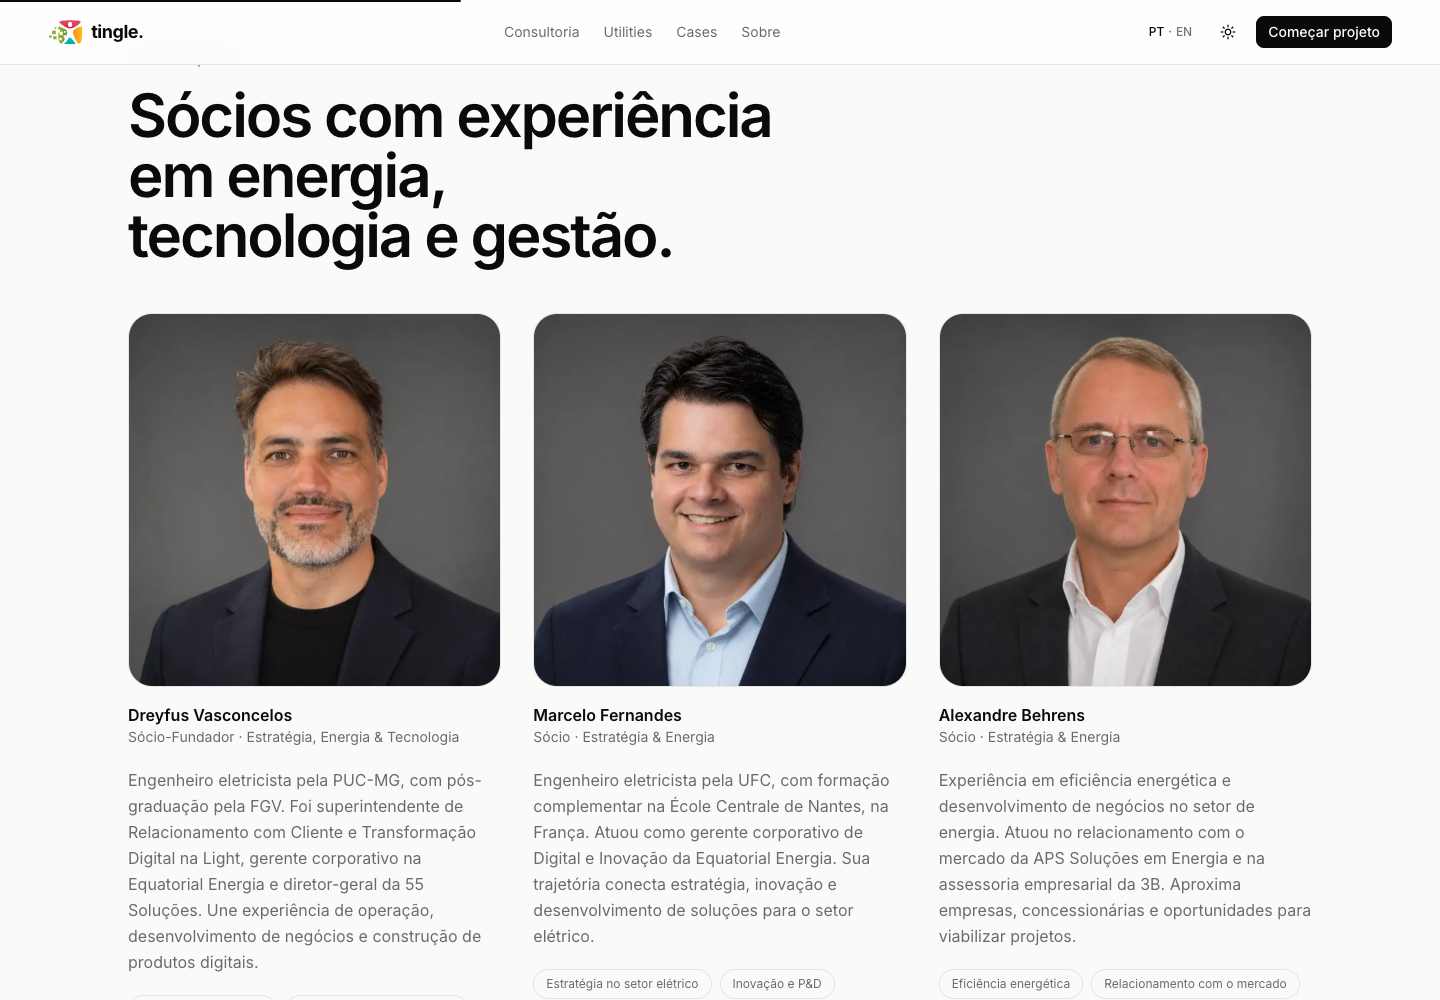 tingle.
Consultoria
Utilities
Cases
Sobre
PT · EN
Começar projeto
Sócios com experiência
em energia,
tecnologia e gestão.
Dreyfus Vasconcelos
Sócio-Fundador · Estratégia, Energia & Tecnologia
Engenheiro eletricista pela PUC-MG, com pós-
graduação pela FGV. Foi superintendente de
Relacionamento com Cliente e Transformação
Digital na Light, gerente corporativo na
Equatorial Energia e diretor-geral da 55
Soluções. Une experiência de operação,
desenvolvimento de negócios e construção de
produtos digitais.
Marcelo Fernandes
Sócio · Estratégia & Energia
Engenheiro eletricista pela UFC, com formação
complementar na École Centrale de Nantes, na
França. Atuou como gerente corporativo de
Digital e Inovação da Equatorial Energia. Sua
trajetória conecta estratégia, inovação e
desenvolvimento de soluções para o setor
elétrico.
Estratégia no setor elétrico
Inovação e P&D
Alexandre Behrens
Sócio · Estratégia & Energia
Experiência em eficiência energética e
desenvolvimento de negócios no setor de
energia. Atuou no relacionamento com o
mercado da APS Soluções em Energia e na
assessoria empresarial da 3B. Aproxima
empresas, concessionárias e oportunidades para
viabilizar projetos.
Eficiência energética
Relacionamento com o mercado